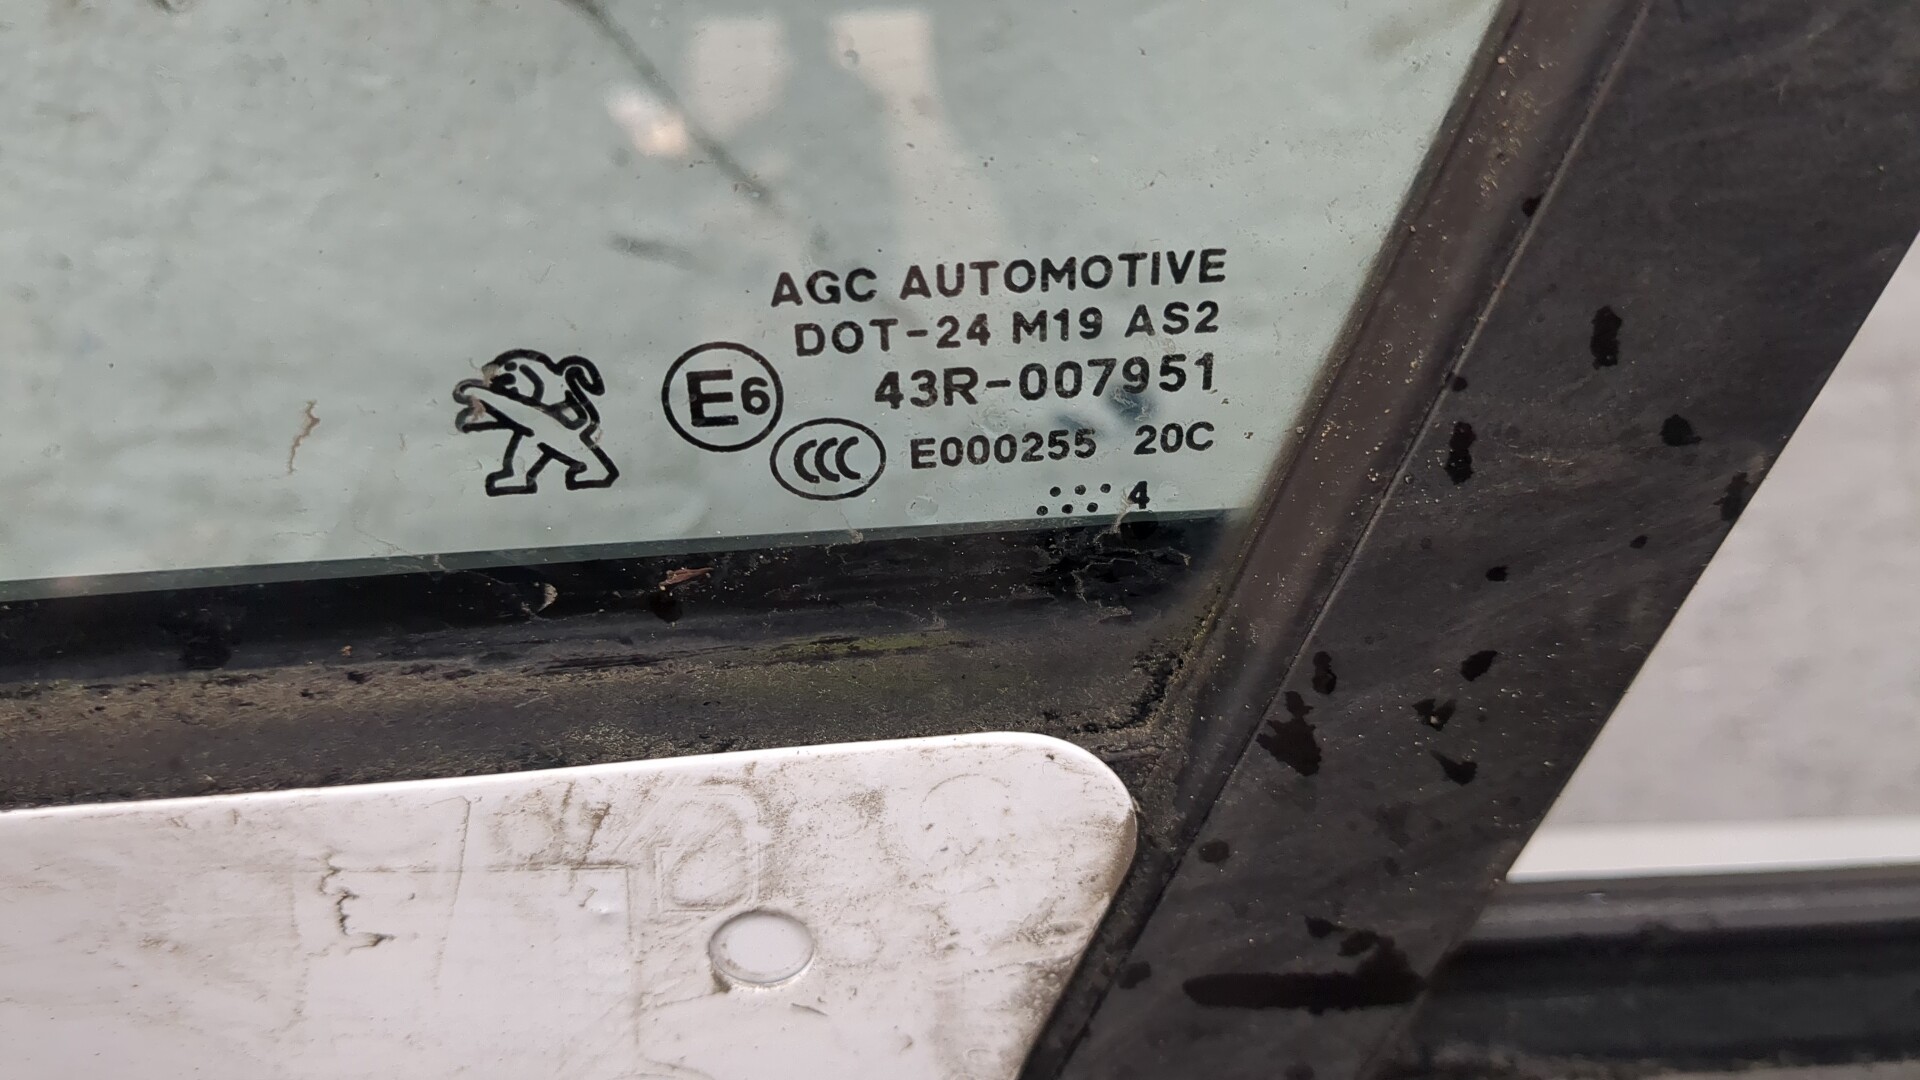 AGC AUTOMOTIVE
DOT-24 M19 AS2
E6 43R-007951
CCC E000255 20C
4